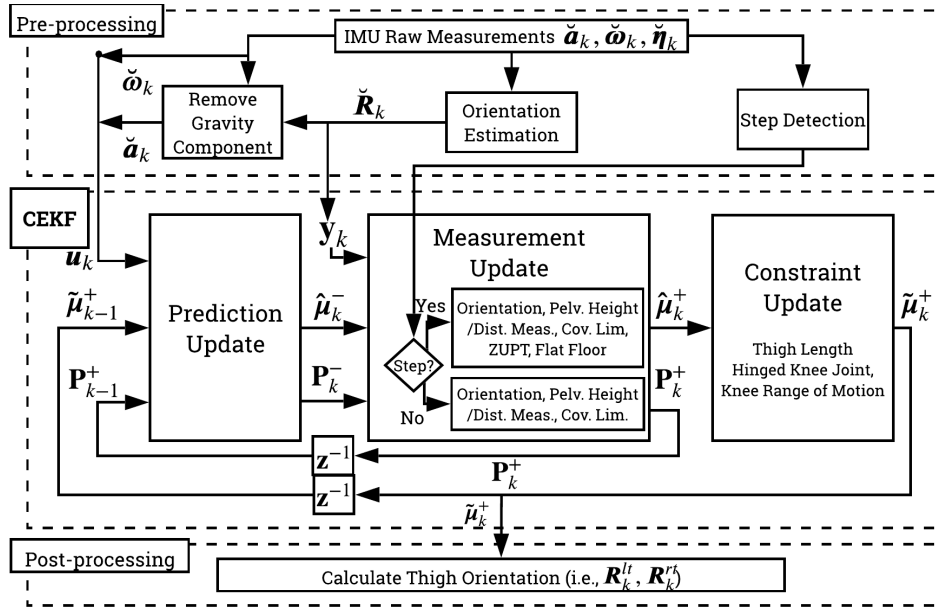 Pre-processing
IMU Raw Measurements ă_k, ω̆_k, η̆_k
ω̆_k
Remove
Gravity
Component
R̆_k
Orientation
Estimation
Step Detection
ă_k
CEKF
u_k
y_k
Measurement
Update
Constraint
Update
μ̃⁺_{k−1}
Prediction
Update
μ̂⁻_k
Yes
Orientation, Pelv. Height
/Dist. Meas., Cov. Lim,
ZUPT, Flat Floor
μ̂⁺_k
μ̃⁺_k
Thigh Length
Hinged Knee Joint,
Knee Range of Motion
P⁺_{k−1}
P⁻_k
Step?
P⁺_k
No
Orientation, Pelv. Height
/Dist. Meas., Cov. Lim.
z⁻¹
P⁺_k
z⁻¹
μ̃⁺_k
Post-processing
Calculate Thigh Orientation (i.e., R^{lt}_k, R^{rt}_k)